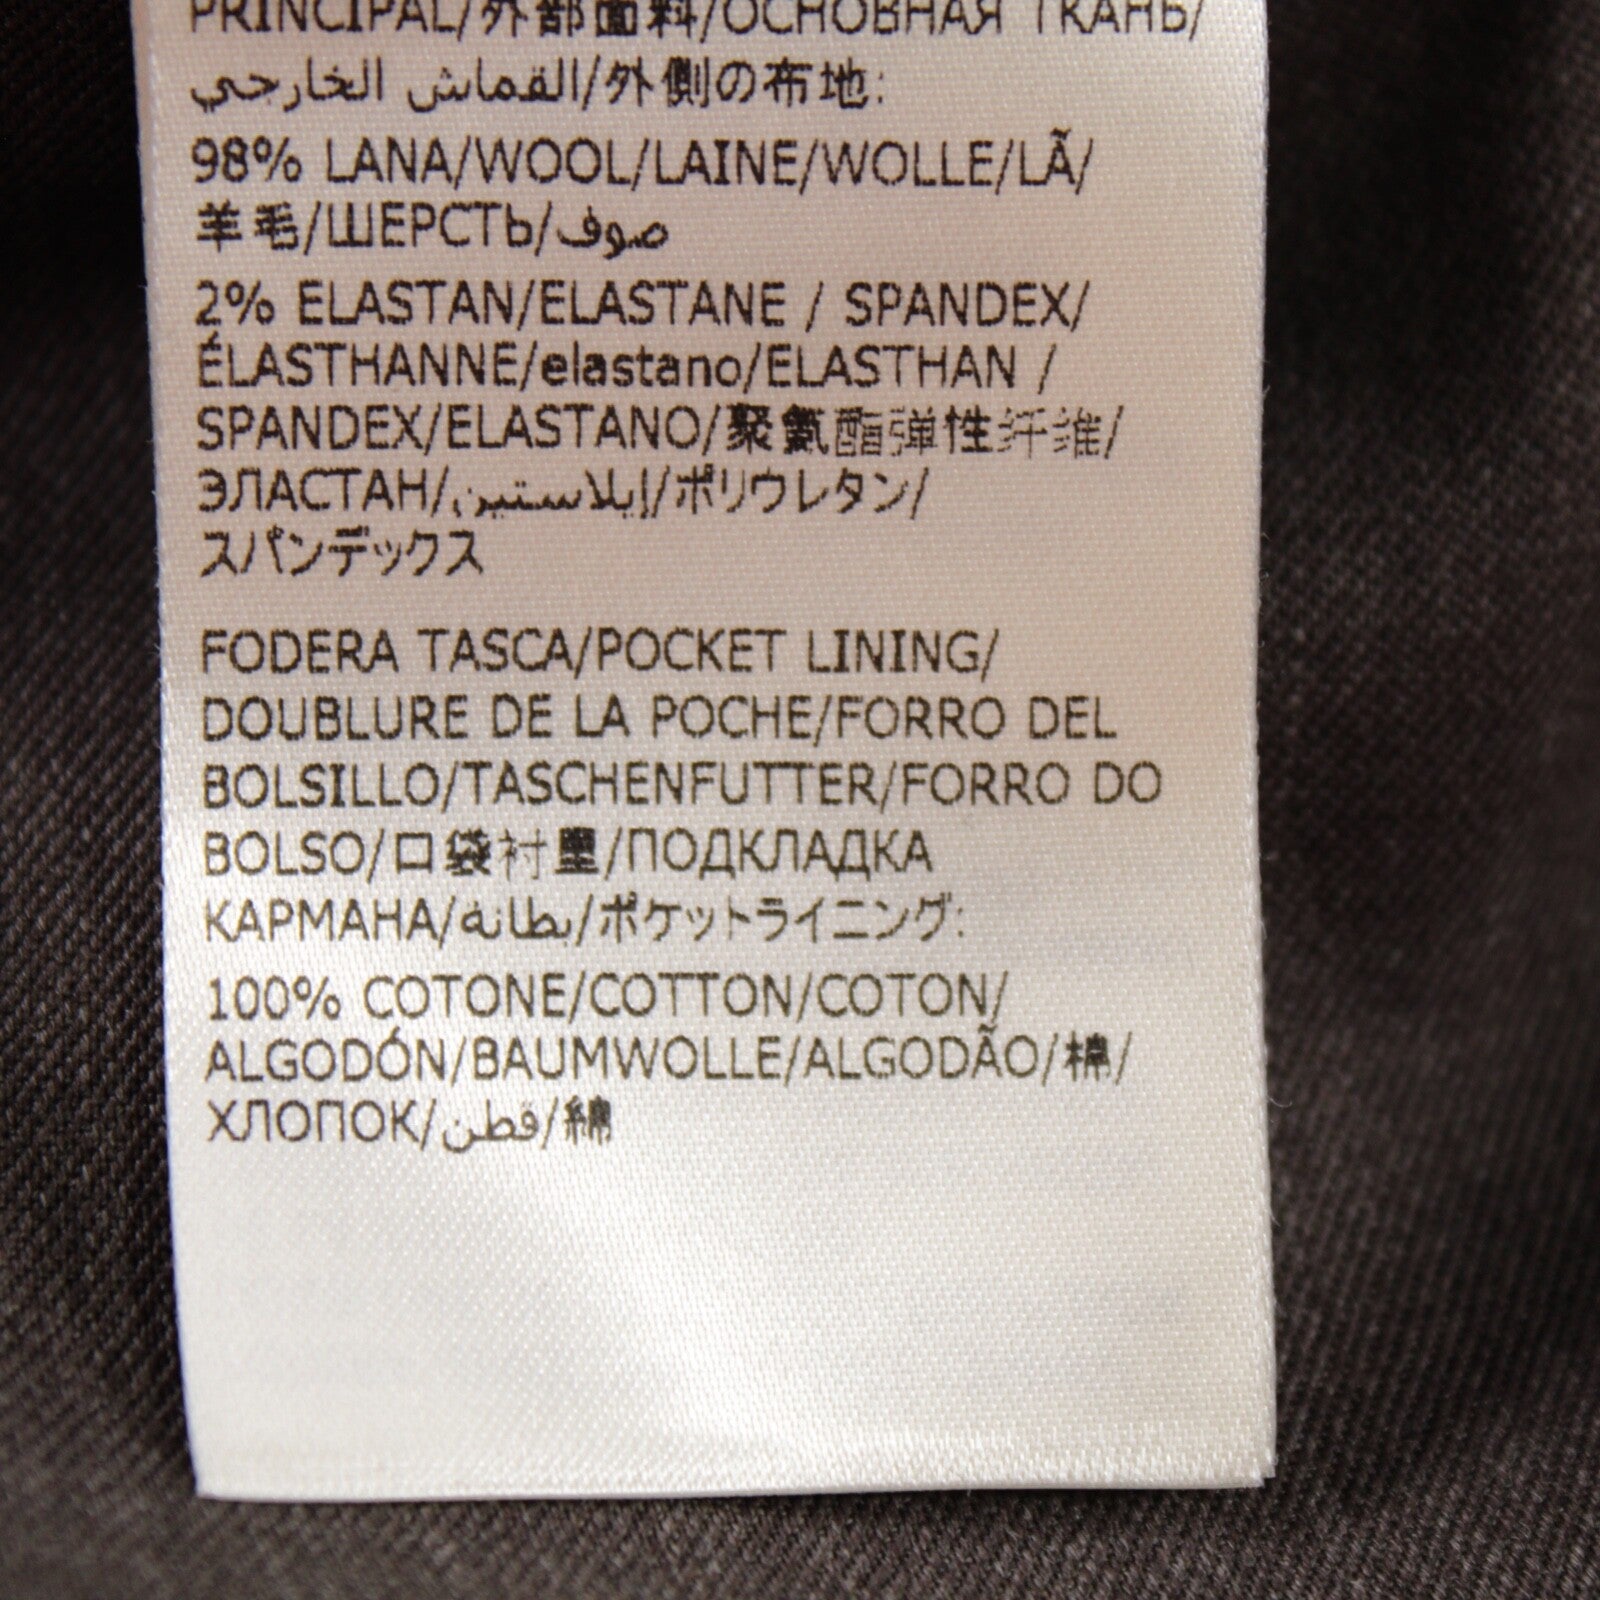 PRINCIPAL/外部面料/ОСНОВНАЯ ТКАНЬ/
القماش الخارجي/外側の布地:
98% LANA/WOOL/LAINE/WOLLE/LÃ/
羊毛/ШЕРСТЬ/صوف
2% ELASTAN/ELASTANE / SPANDEX/
ÉLASTHANNE/elastano/ELASTHAN /
SPANDEX/ELASTANO/聚氨酯弹性纤维/
ЭЛАСТАН/إيلاستين/ポリウレタン/
スパンデックス
FODERA TASCA/POCKET LINING/
DOUBLURE DE LA POCHE/FORRO DEL
BOLSILLO/TASCHENFUTTER/FORRO DO
BOLSO/口袋衬里/ПОДКЛАДКА
КАРМАНА/بطانة/ポケットライニング:
100% COTONE/COTTON/COTON/
ALGODÓN/BAUMWOLLE/ALGODÃO/棉/
ХЛОПОК/قطن/綿